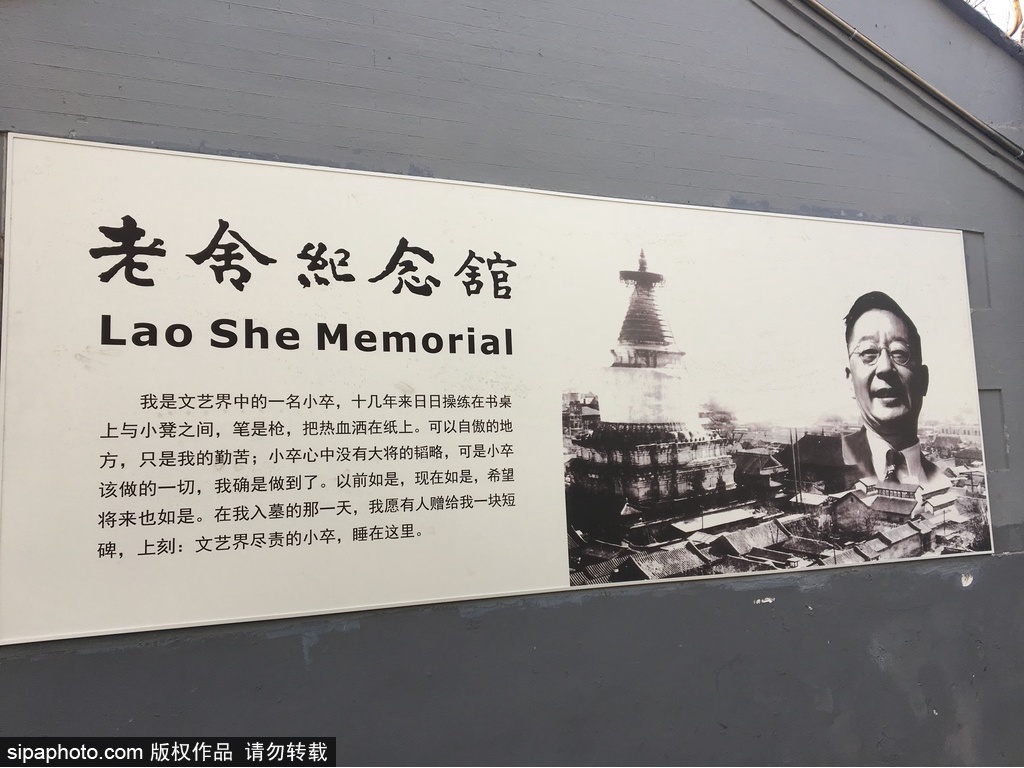 老舍紀念館
Lao She Memorial
我是文艺界中的一名小卒，十几年来日日操练在书桌
上与小凳之间，笔是枪，把热血洒在纸上。可以自傲的地
方，只是我的勤苦；小卒心中没有大将的韬略，可是小卒
该做的一切，我确是做到了。以前如是，现在如是，希望
将来也如是。在我入墓的那一天，我愿有人赠给我一块短
碑，上刻：文艺界尽责的小卒，睡在这里。
sipaphoto.com 版权作品 请勿转载